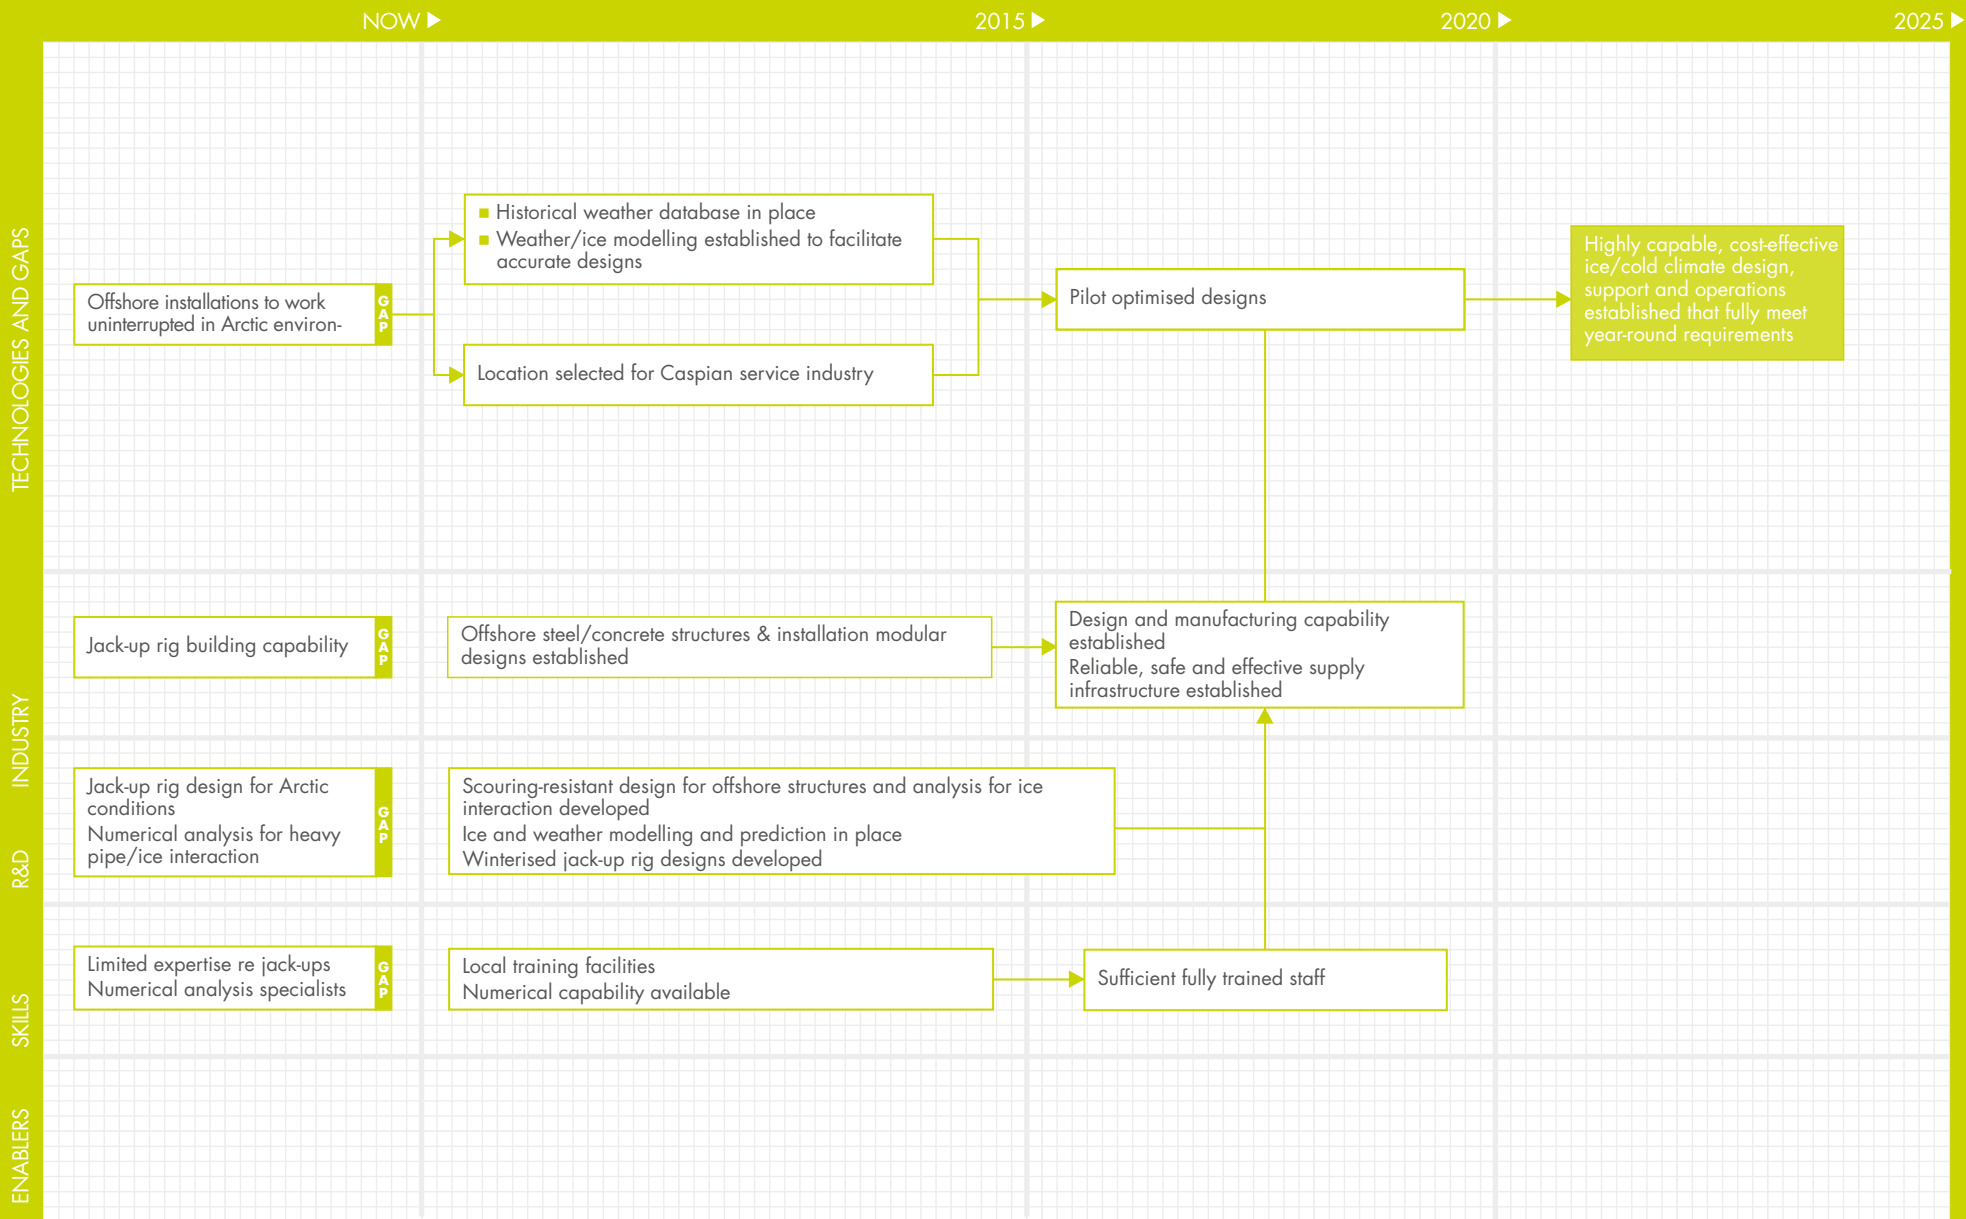 NOW
2015
2020
2025
TECHNOLOGIES AND GAPS
Offshore installations to work
uninterrupted in Arctic environ-
GAP
Historical weather database in place
Weather/ice modelling established to facilitate
accurate designs
Location selected for Caspian service industry
Pilot optimised designs
Highly capable, cost-effective
ice/cold climate design,
support and operations
established that fully meet
year-round requirements
INDUSTRY
Jack-up rig building capability
GAP
Offshore steel/concrete structures & installation modular
designs established
Design and manufacturing capability
established
Reliable, safe and effective supply
infrastructure established
R&D
Jack-up rig design for Arctic
conditions
Numerical analysis for heavy
pipe/ice interaction
GAP
Scouring-resistant design for offshore structures and analysis for ice
interaction developed
Ice and weather modelling and prediction in place
Winterised jack-up rig designs developed
SKILLS
Limited expertise re jack-ups
Numerical analysis specialists
GAP
Local training facilities
Numerical capability available
Sufficient fully trained staff
ENABLERS